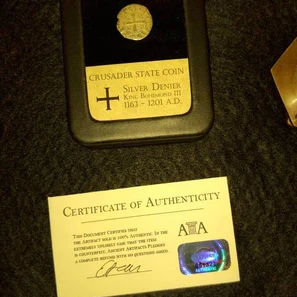 CRUSADER STATE COIN
SILVER DENIER
KING BOHEMOND III
1163 - 1201 A.D.
CERTIFICATE OF AUTHENTICITY
THIS DOCUMENT CERTIFIES THAT
THE ARTIFACT SOLD IS 100% AUTHENTIC. IN THE
EXTREMELY UNLIKELY CASE THAT THE ITEM
IS COUNTERFEIT, ANCIENT ARTIFACTS PLEDGES
A COMPLETE REFUND WITH NO QUESTIONS ASKED.
AA